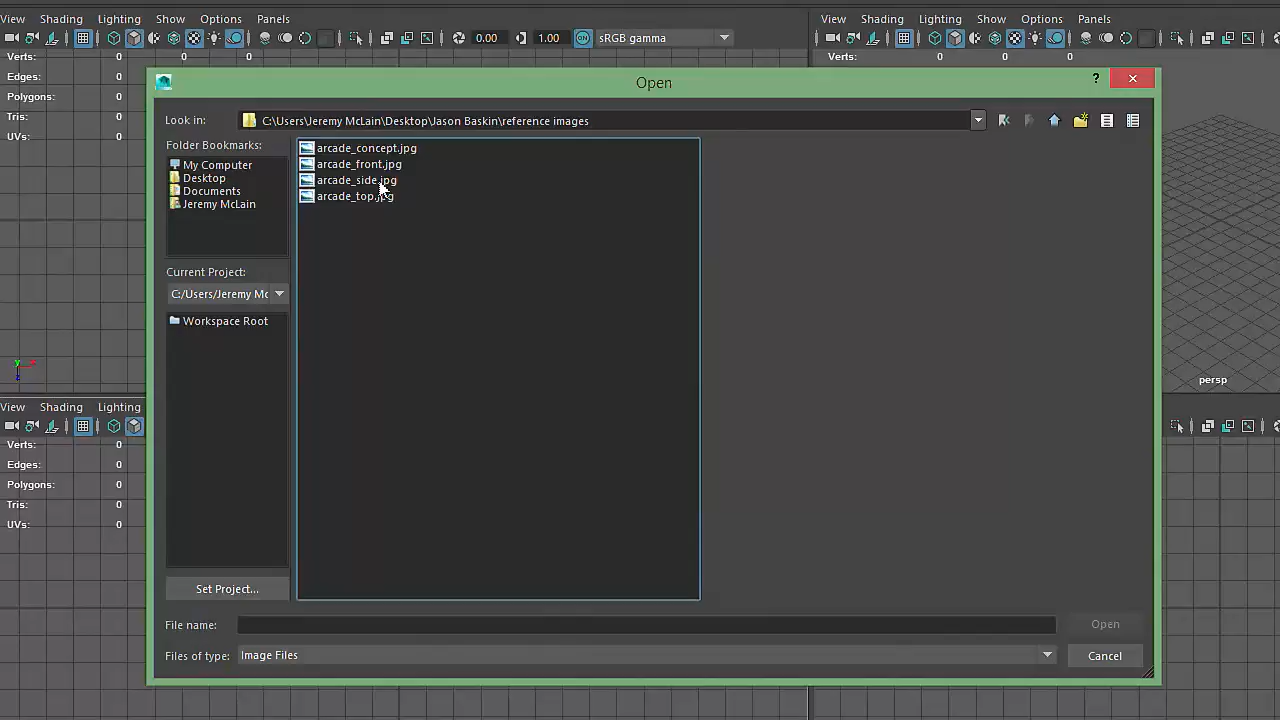 View Shading Lighting Show Options Panels
View Shading Lighting Show Options Panels
0.00 1.00 ON sRGB gamma
Verts: 0 0 0
Verts: 0 0 0
Edges: 0
Polygons: 0
Tris: 0
UVs: 0
Open
? ×
Look in: C:\Users\Jeremy McLain\Desktop\Jason Baskin\reference images
Folder Bookmarks:
My Computer
Desktop
Documents
Jeremy McLain
arcade_concept.jpg
arcade_front.jpg
arcade_side.jpg
arcade_top.jpg
Current Project:
C:/Users/Jeremy Mc
Workspace Root
Set Project...
File name:
Open
Files of type: Image Files
Cancel
y x
z
persp
View Shading Lighting
Verts: 0
Edges: 0
Polygons: 0
Tris: 0
UVs: 0